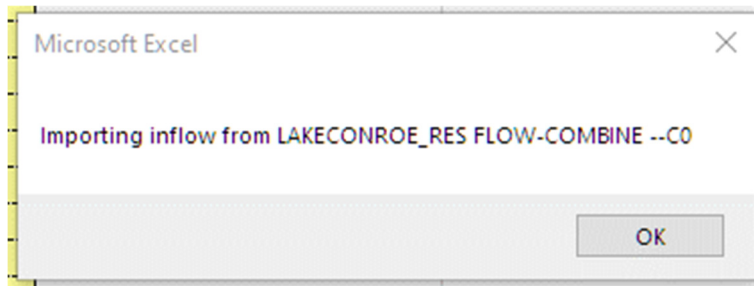 Microsoft Excel
Importing inflow from LAKECONROE_RES FLOW-COMBINE --C0
OK